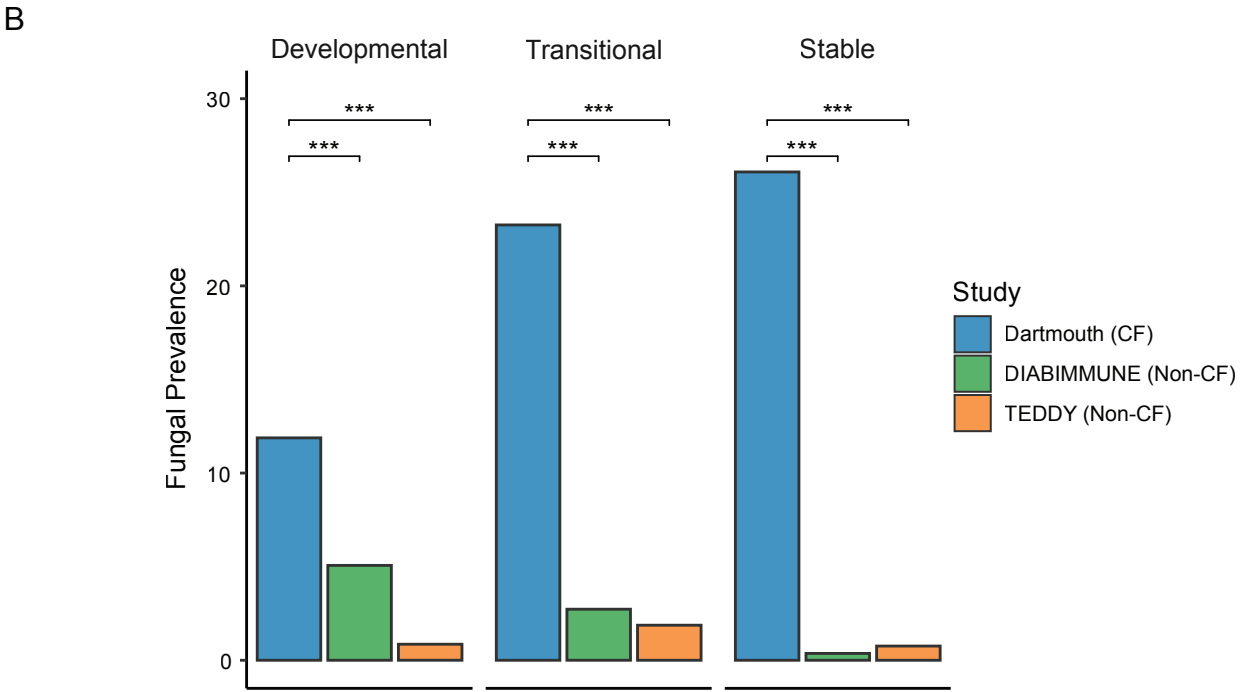 B
Developmental Transitional Stable
30
*** *** ***
*** *** ***
20
10
0
Fungal Prevalence
Study
Dartmouth (CF)
DIABIMMUNE (Non-CF)
TEDDY (Non-CF)